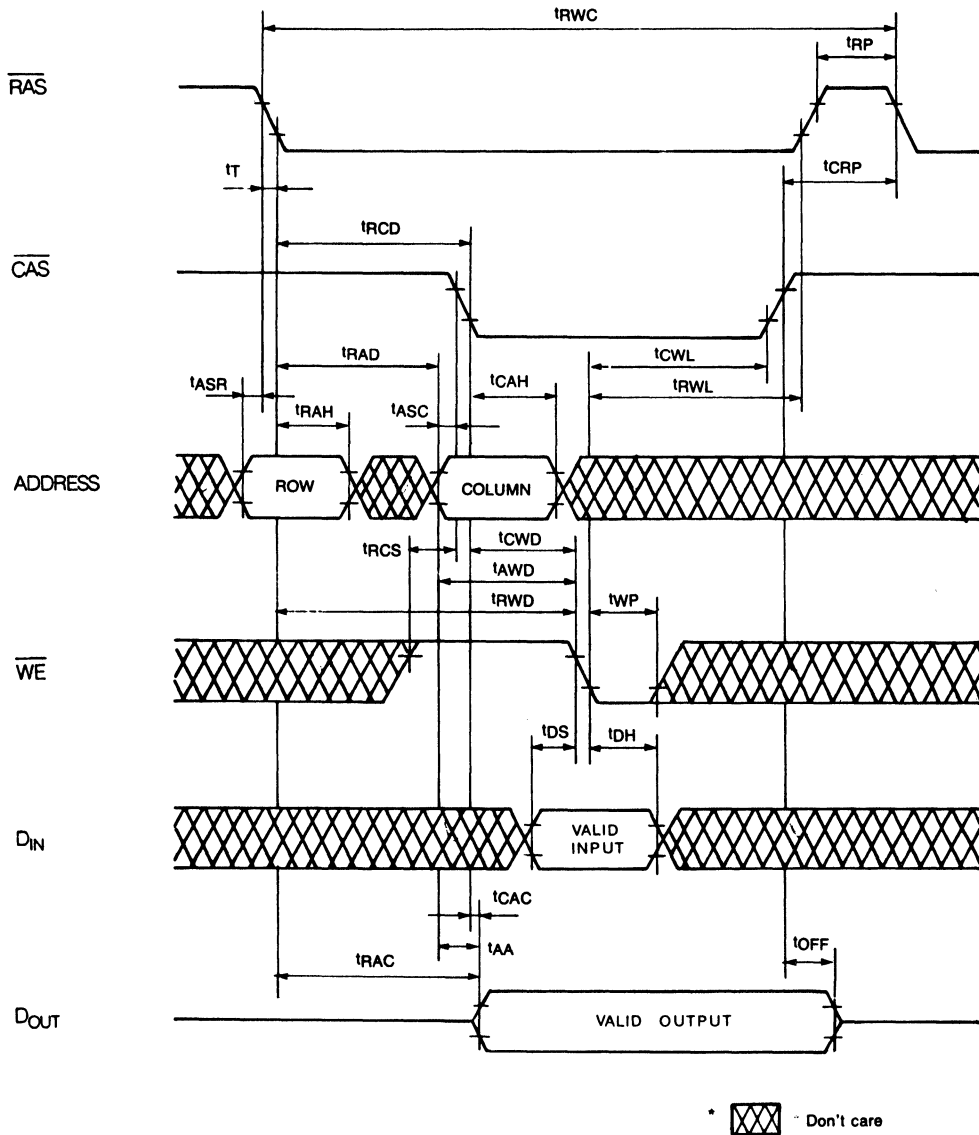 tRWC
tRP
RAS
tT
tCRP
tRCD
CAS
tRAD
tCWL
tASR
tCAH
tRWL
tRAH
tASC
ADDRESS
ROW
COLUMN
tRCS
tCWD
tAWD
tRWD
tWP
WE
tDS
tDH
DIN
VALID
INPUT
tCAC
tAA
tOFF
tRAC
DOUT
VALID OUTPUT
* Don't care